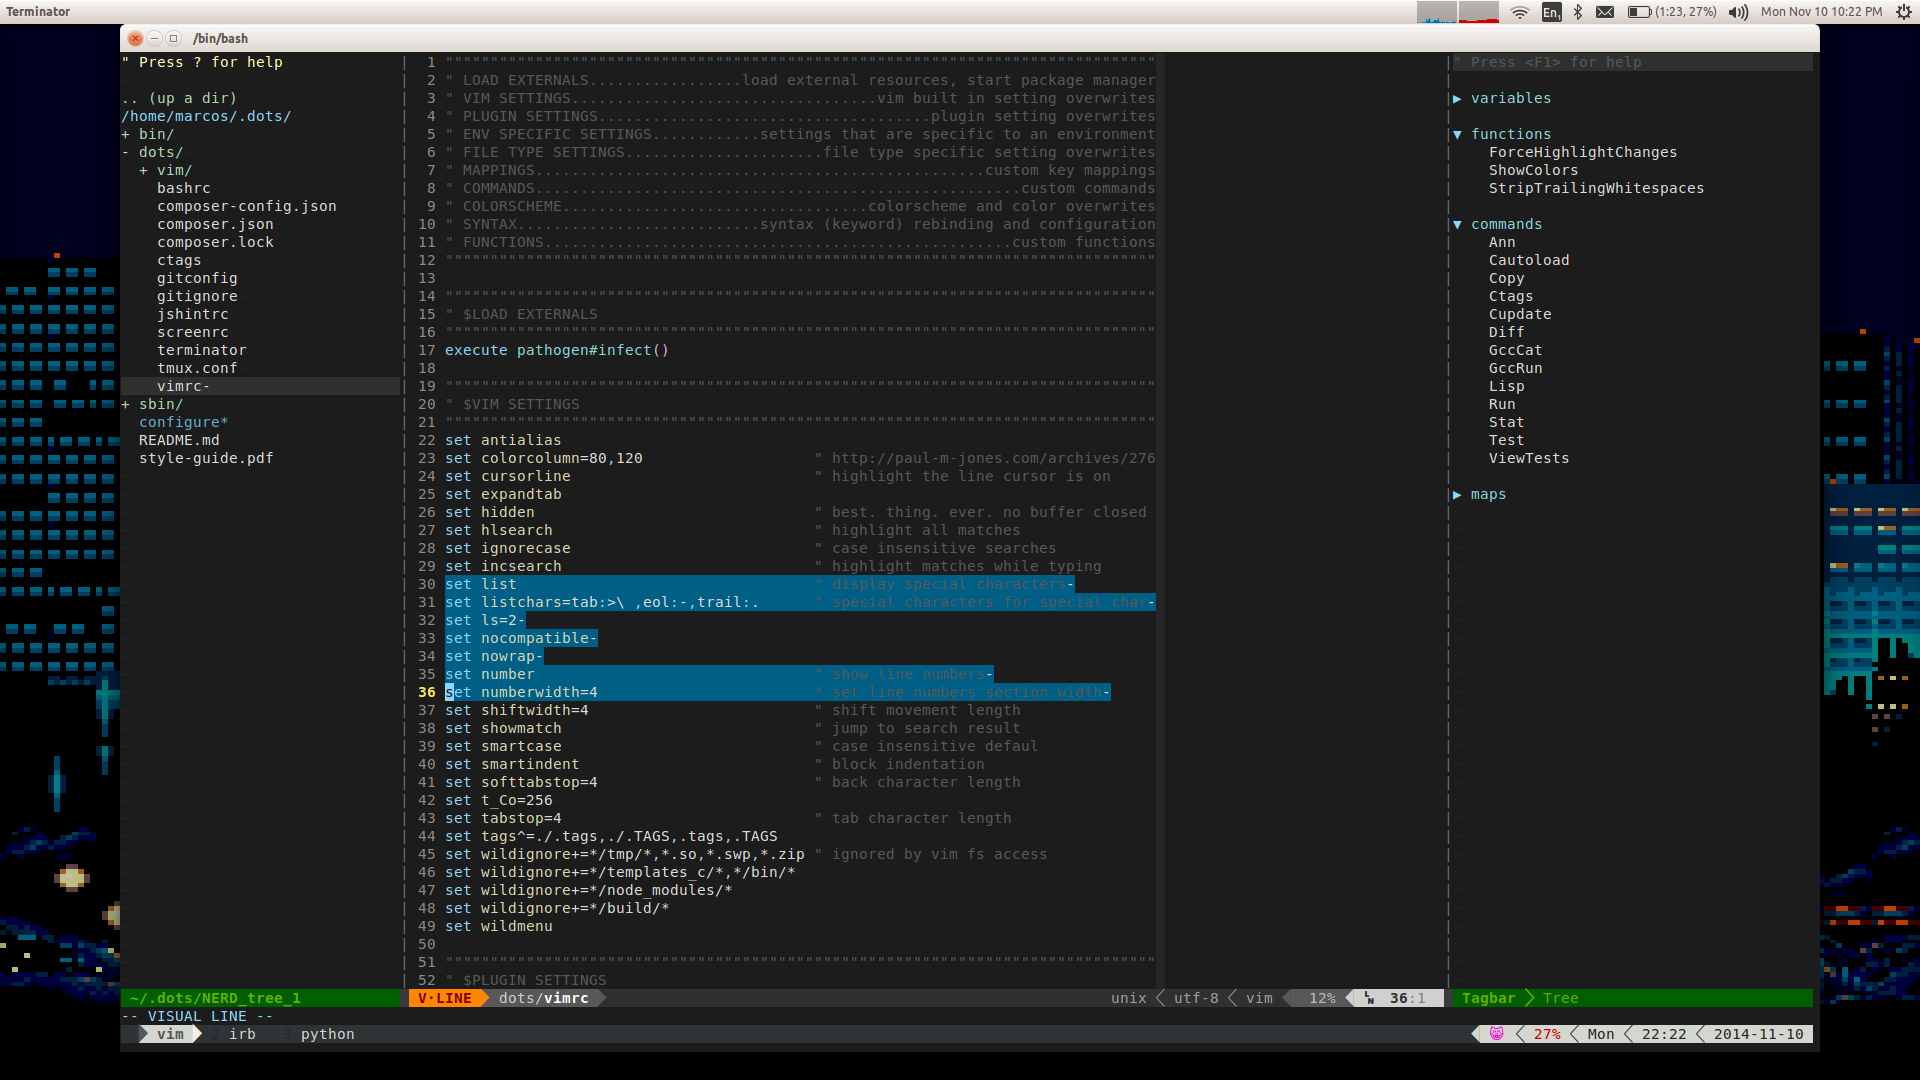 Terminator
En1 (1:23, 27%) Mon Nov 10 10:22 PM
/bin/bash
" Press ? for help
.. (up a dir)
/home/marcos/.dots/
+ bin/
- dots/
+ vim/
bashrc
composer-config.json
composer.json
composer.lock
ctags
gitconfig
gitignore
jshintrc
screenrc
terminator
tmux.conf
vimrc-
+ sbin/
configure*
README.md
style-guide.pdf
1 """""""""""""""""""""""""""""""""""""""""""""""""""""""""""""""""""""""""""""""
2 " LOAD EXTERNALS.................load external resources, start package manager
3 " VIM SETTINGS..................................vim built in setting overwrites
4 " PLUGIN SETTINGS.....................................plugin setting overwrites
5 " ENV SPECIFIC SETTINGS............settings that are specific to an environment
6 " FILE TYPE SETTINGS......................file type specific setting overwrites
7 " MAPPINGS..................................................custom key mappings
8 " COMMANDS......................................................custom commands
9 " COLORSCHEME..................................colorscheme and color overwrites
10 " SYNTAX...........................syntax (keyword) rebinding and configuration
11 " FUNCTIONS....................................................custom functions
12 """""""""""""""""""""""""""""""""""""""""""""""""""""""""""""""""""""""""""""""
13
14 """""""""""""""""""""""""""""""""""""""""""""""""""""""""""""""""""""""""""""""
15 " $LOAD EXTERNALS
16 """""""""""""""""""""""""""""""""""""""""""""""""""""""""""""""""""""""""""""""
17 execute pathogen#infect()
18
19 """""""""""""""""""""""""""""""""""""""""""""""""""""""""""""""""""""""""""""""
20 " $VIM SETTINGS
21 """""""""""""""""""""""""""""""""""""""""""""""""""""""""""""""""""""""""""""""
22 set antialias
23 set colorcolumn=80,120 " http://paul-m-jones.com/archives/276
24 set cursorline " highlight the line cursor is on
25 set expandtab
26 set hidden " best. thing. ever. no buffer closed
27 set hlsearch " highlight all matches
28 set ignorecase " case insensitive searches
29 set incsearch " highlight matches while typing
30 set list " display special characters-
31 set listchars=tab:>\ ,eol:-,trail:. " special characters for special char-
32 set ls=2-
33 set nocompatible-
34 set nowrap-
35 set number " show line numbers-
36 set numberwidth=4 " set line numbers section width-
37 set shiftwidth=4 " shift movement length
38 set showmatch " jump to search result
39 set smartcase " case insensitive defaul
40 set smartindent " block indentation
41 set softtabstop=4 " back character length
42 set t_Co=256
43 set tabstop=4 " tab character length
44 set tags^=./.tags,./.TAGS,.tags,.TAGS
45 set wildignore+=*/tmp/*,*.so,*.swp,*.zip " ignored by vim fs access
46 set wildignore+=*/templates_c/*,*/bin/*
47 set wildignore+=*/node_modules/*
48 set wildignore+=*/build/*
49 set wildmenu
50
51 """""""""""""""""""""""""""""""""""""""""""""""""""""""""""""""""""""""""""""""
52 " $PLUGIN SETTINGS
" Press <F1> for help
▶ variables
▼ functions
ForceHighlightChanges
ShowColors
StripTrailingWhitespaces
▼ commands
Ann
Cautoload
Copy
Ctags
Cupdate
Diff
GccCat
GccRun
Lisp
Run
Stat
Test
ViewTests
▶ maps
~/.dots/NERD_tree_1 V·LINE dots/vimrc unix utf-8 vim 12% LN 36:1 Tagbar Tree
-- VISUAL LINE --
vim 2 irb 3 python 27% Mon 22:22 2014-11-10